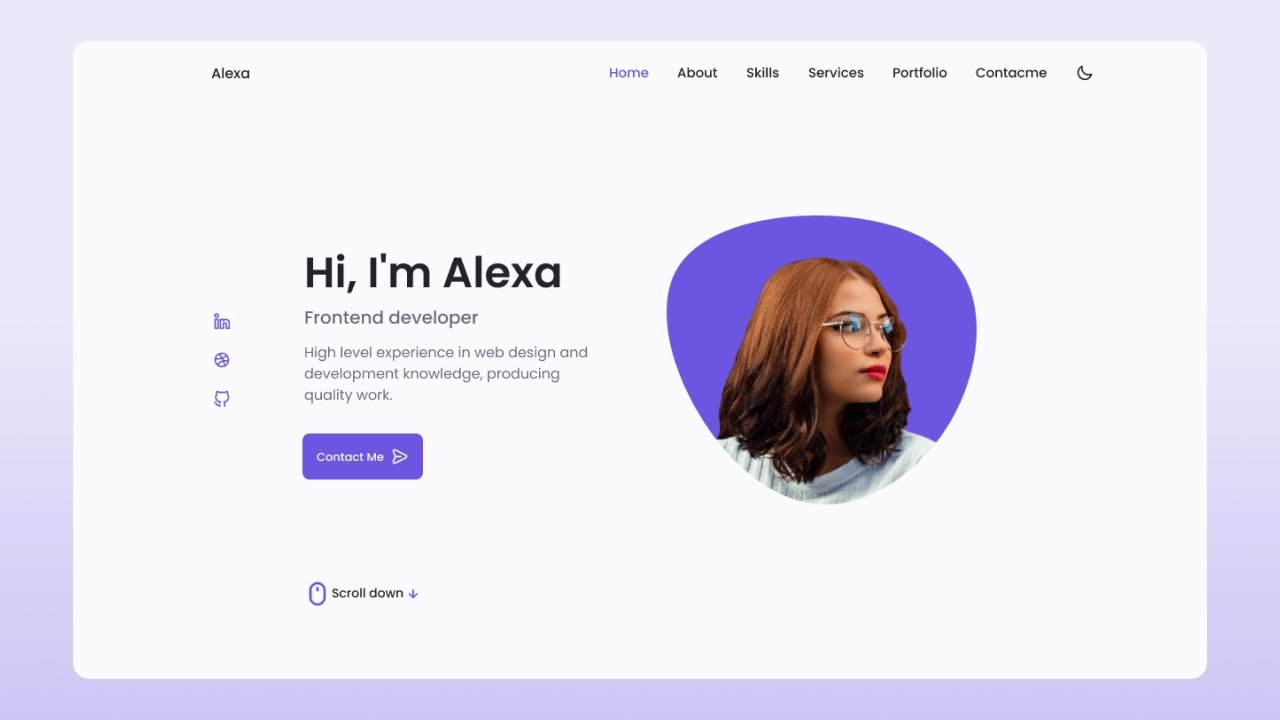 Alexa
Home About Skills Services Portfolio Contacme
Hi, I'm Alexa
Frontend developer
High level experience in web design and
development knowledge, producing
quality work.
Contact Me
Scroll down